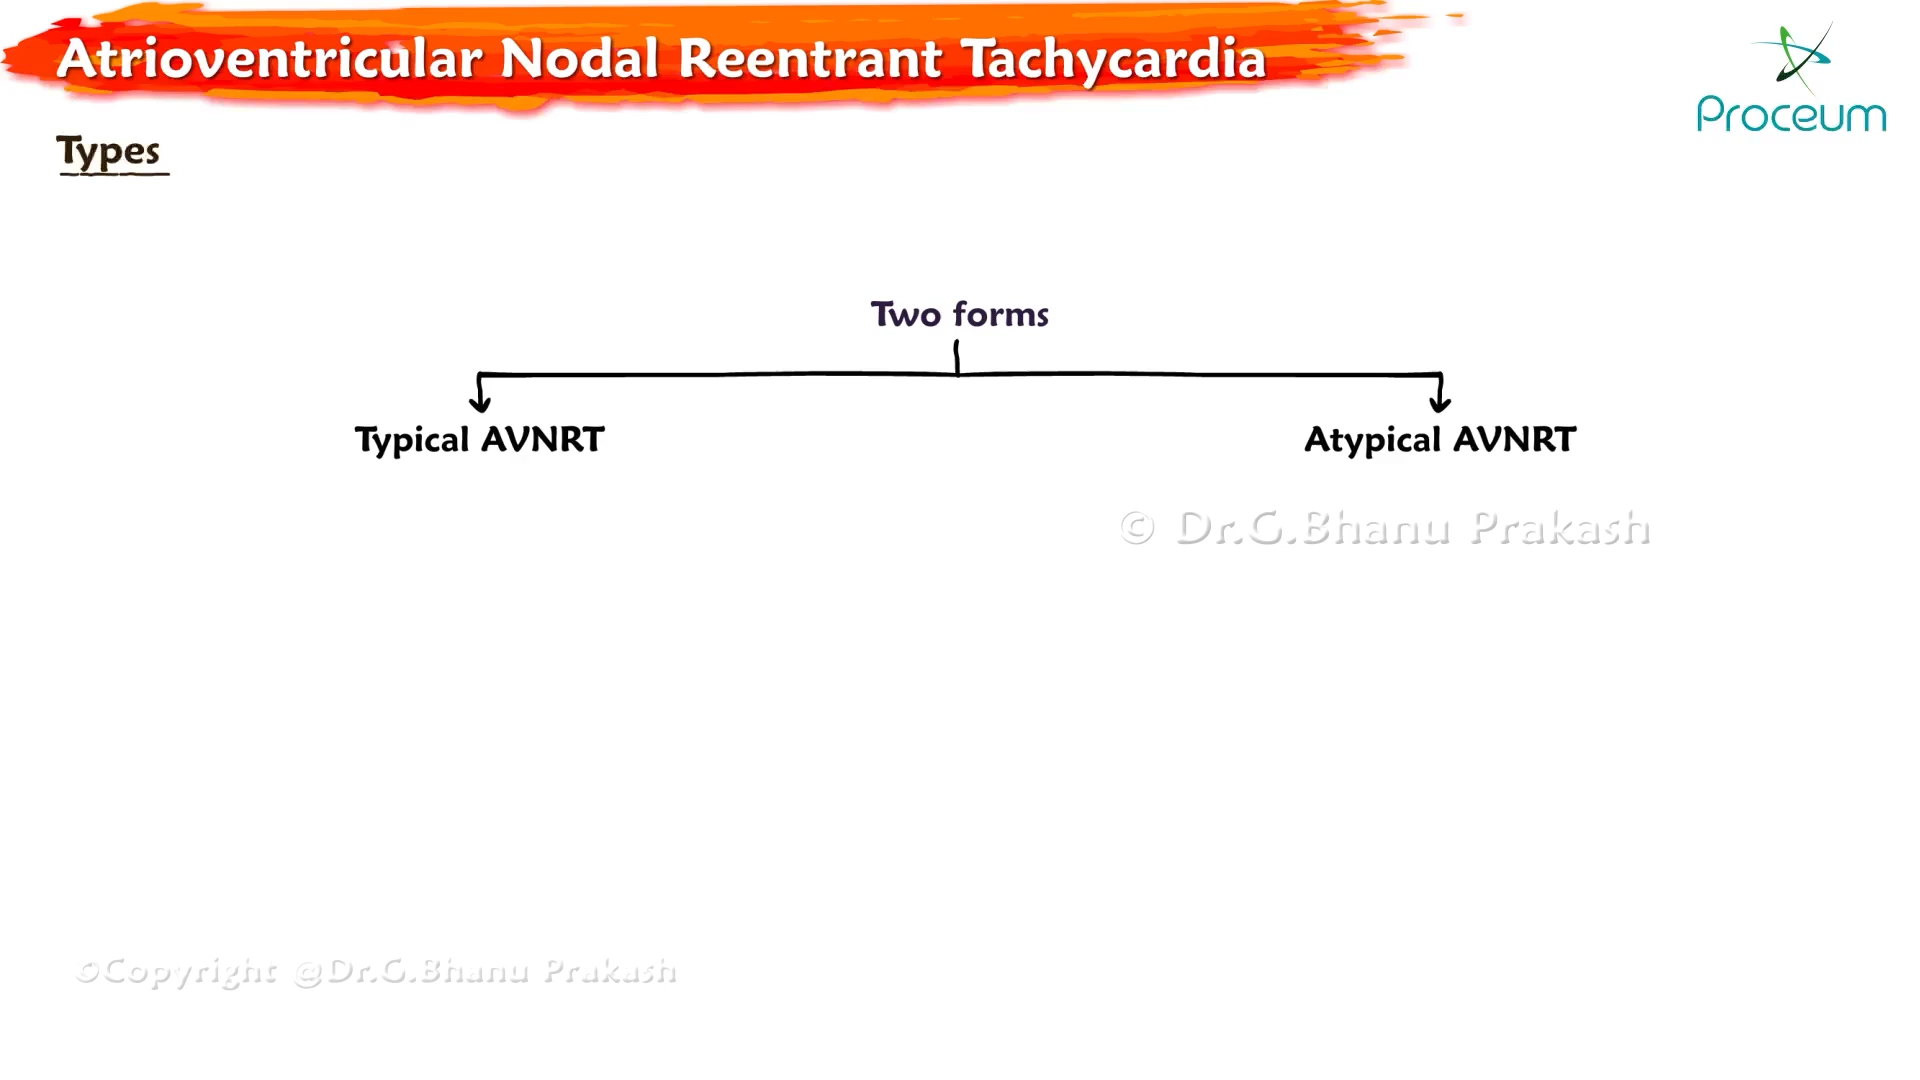 Atrioventricular Nodal Reentrant Tachycardia
Proceum
Types
Two forms
Typical AVNRT
Atypical AVNRT
© Dr.G.Bhanu Prakash
©Copyright @Dr.G.Bhanu Prakash